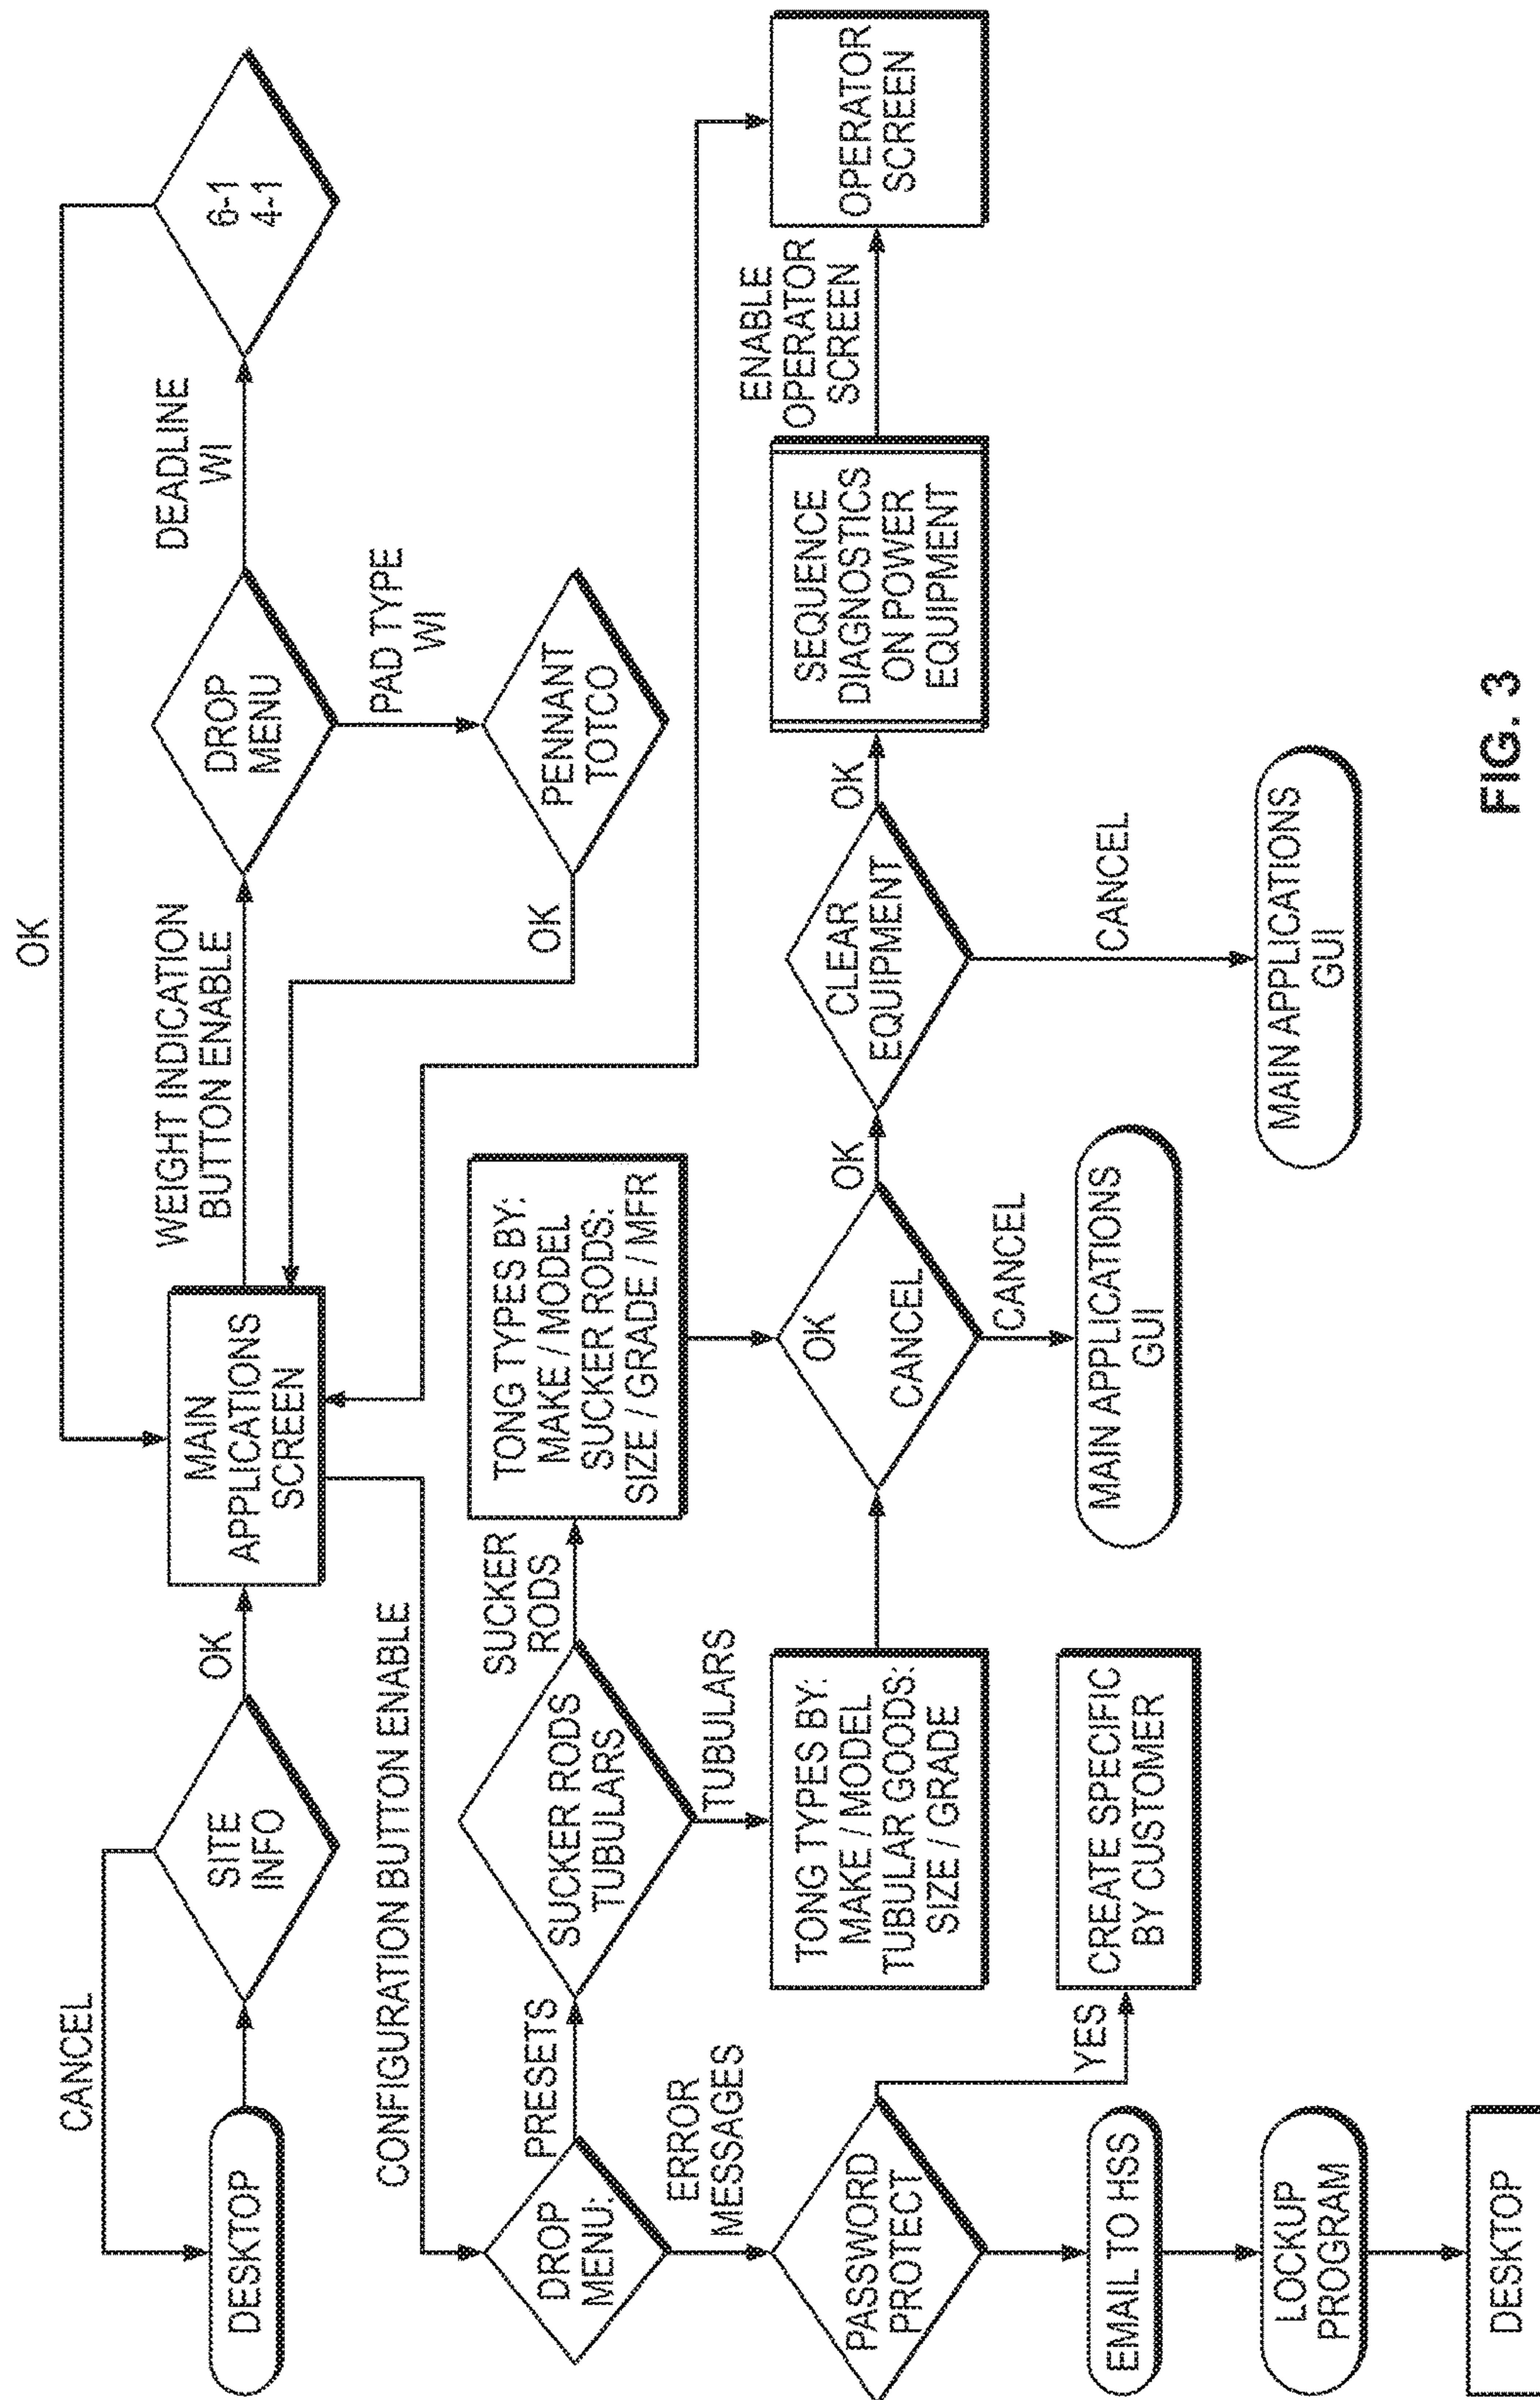 CANCEL
DESKTOP
SITE
INFO
OK
MAIN
APPLICATIONS
SCREEN
OK
WEIGHT INDICATION
BUTTON ENABLE
DROP
MENU
DEADLINE
WI
6-1
4-1
PAD TYPE
WI
PENNANT
TOTCO
OK
CONFIGURATION BUTTON ENABLE
DROP
MENU:
PRESETS
SUCKER RODS
TUBULARS
SUCKER
RODS
TONG TYPES BY:
MAKE / MODEL
SUCKER RODS:
SIZE / GRADE / MFR
TUBULARS
TONG TYPES BY:
MAKE / MODEL
TUBULAR GOODS:
SIZE / GRADE
OK
CANCEL
OK
CANCEL
MAIN APPLICATIONS
GUI
CLEAR
EQUIPMENT
OK
CANCEL
MAIN APPLICATIONS
GUI
SEQUENCE
DIAGNOSTICS
ON POWER
EQUIPMENT
ENABLE
OPERATOR
SCREEN
OPERATOR
SCREEN
ERROR
MESSAGES
PASSWORD
PROTECT
YES
CREATE SPECIFIC
BY CUSTOMER
EMAIL TO HSS
LOCKUP
PROGRAM
DESKTOP
FIG. 3